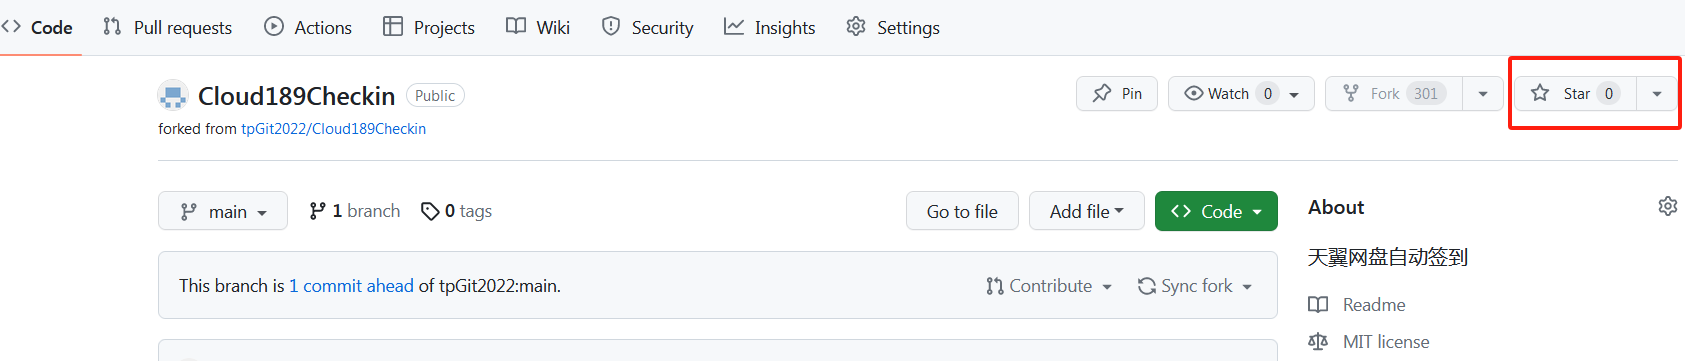 Code Pull requests Actions Projects Wiki Security Insights Settings
Cloud189Checkin Public Pin Watch 0 Fork 301 Star 0
forked from tpGit2022/Cloud189Checkin
main 1 branch 0 tags Go to file Add file Code About
天翼网盘自动签到
This branch is 1 commit ahead of tpGit2022:main. Contribute Sync fork
Readme
MIT license